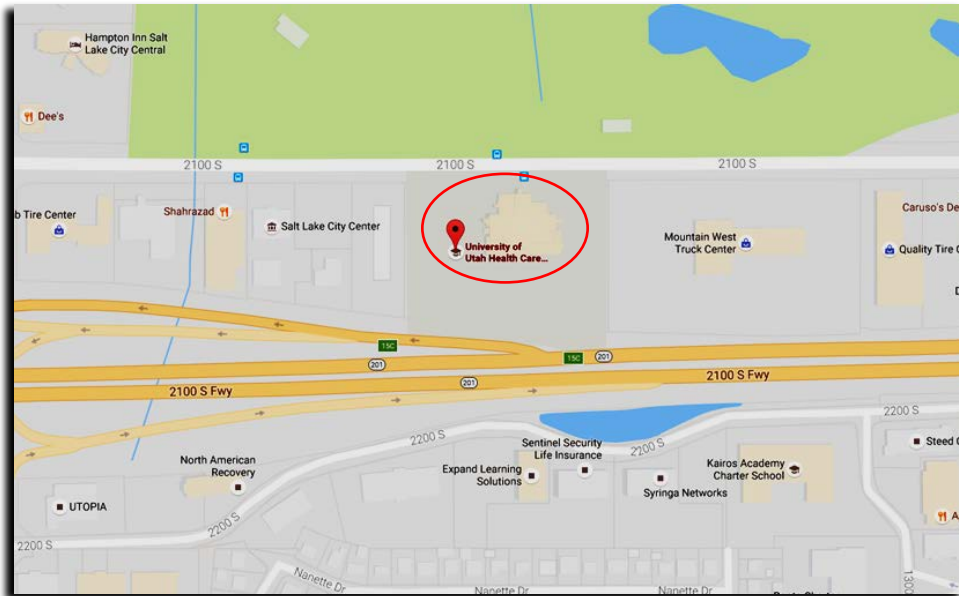 Hampton Inn Salt
Lake City Central
Dee's
2100 S
2100 S
2100 S
b Tire Center
Shahrazad
Salt Lake City Center
University of
Utah Health Care...
Mountain West
Truck Center
Caruso's De
Quality Tire C
D
15C
201
15C
201
201
2100 S Fwy
2100 S Fwy
2200 S
2200 S
2200 S
North American
Recovery
Expand Learning
Solutions
Sentinel Security
Life Insurance
Syringa Networks
Kairos Academy
Charter School
Steed C
UTOPIA
2200 S
2200 S
A
Nanette Dr
Nanette Dr
Nanette Dr
1300